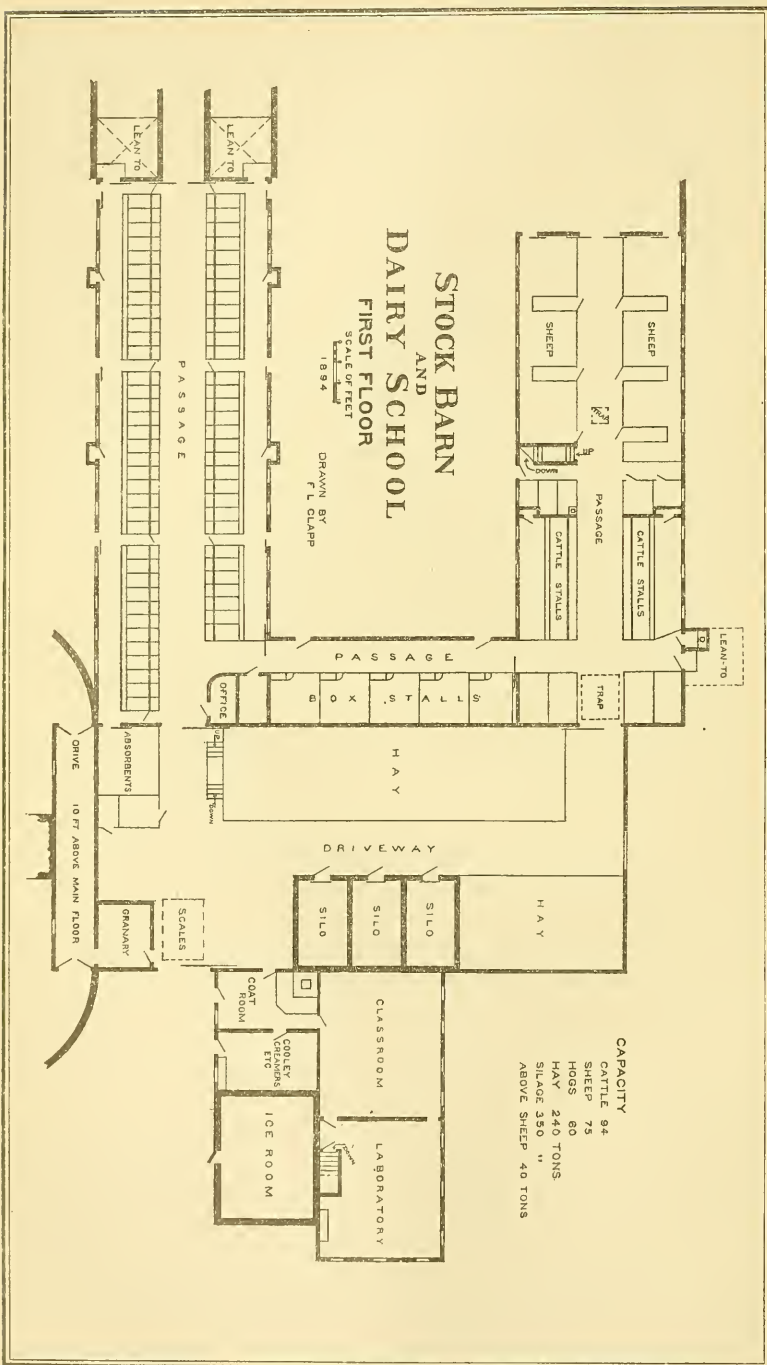 STOCK BARN
AND
DAIRY SCHOOL
FIRST FLOOR
SCALE OF FEET
1894
DRAWN BY
F L CLAPP
LEAN TO
LEAN TO
PASSAGE
SHEEP
SHEEP
UP
DOWN
PASSAGE
CATTLE STALLS
CATTLE STALLS
LEAN-TO
PASSAGE
OFFICE
BOX STALLS
TRAP
DRIVE 10 FT ABOVE MAIN FLOOR
ABSORBENTS
UP
DOWN
HAY
DRIVEWAY
GRANARY
SCALES
SILO
SILO
SILO
HAY
COAT
ROOM
COOLEY
CREAMERS
ETC
CLASSROOM
ICE ROOM
DOWN
LABORATORY
CAPACITY
CATTLE 94
SHEEP 75
HOGS 60
HAY 240 TONS
SILAGE 350 "
ABOVE SHEEP 40 TONS